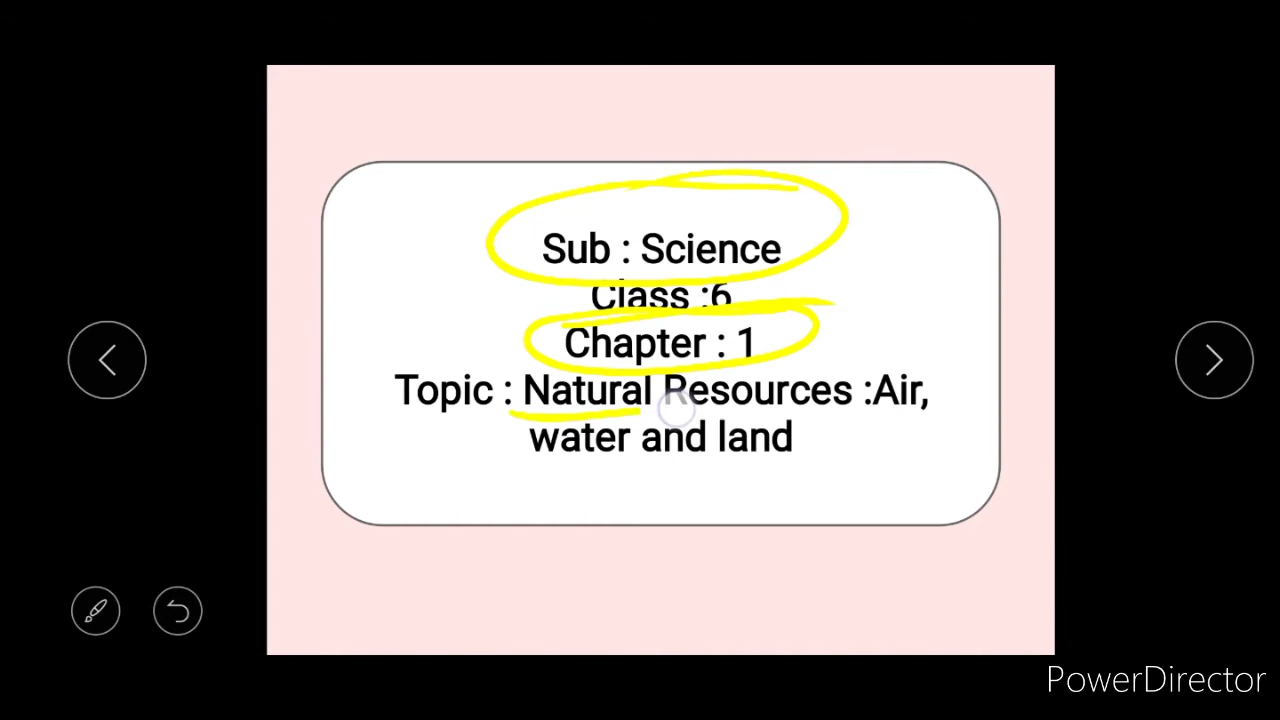 Sub : Science
Class :6
Chapter : 1
Topic : Natural Resources :Air,
water and land
PowerDirector